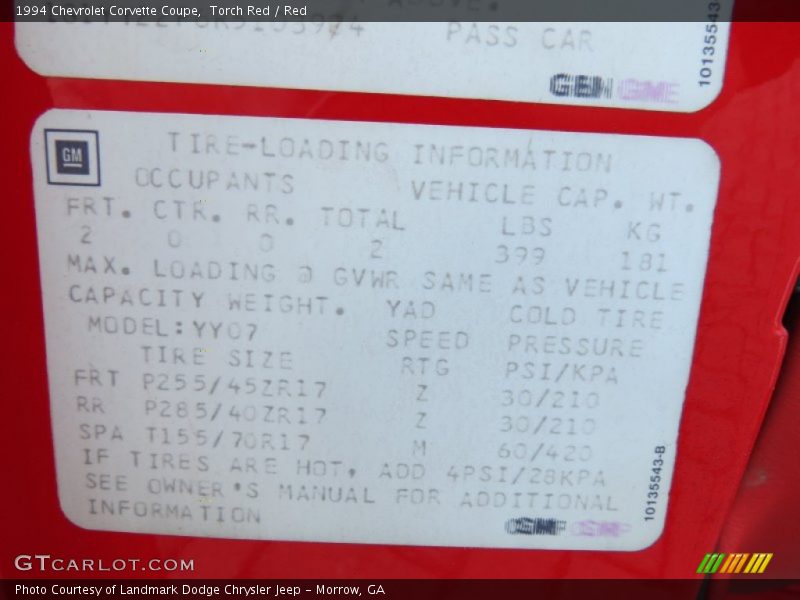 1994 Chevrolet Corvette Coupe, Torch Red / Red
PASS CAR
10135543
GM
TIRE-LOADING INFORMATION
OCCUPANTS VEHICLE CAP. WT.
FRT. CTR. RR. TOTAL LBS KG
2 0 0 2 399 181
MAX. LOADING @ GVWR SAME AS VEHICLE
CAPACITY WEIGHT. YAD COLD TIRE
MODEL:YY07 SPEED PRESSURE
TIRE SIZE RTG PSI/KPA
FRT P255/45ZR17 Z 30/210
RR P285/40ZR17 Z 30/210
SPA T155/70R17 M 60/420
IF TIRES ARE HOT, ADD 4PSI/28KPA
SEE OWNER'S MANUAL FOR ADDITIONAL
INFORMATION
10135543-B
GTCARLOT.COM
Photo Courtesy of Landmark Dodge Chrysler Jeep - Morrow, GA